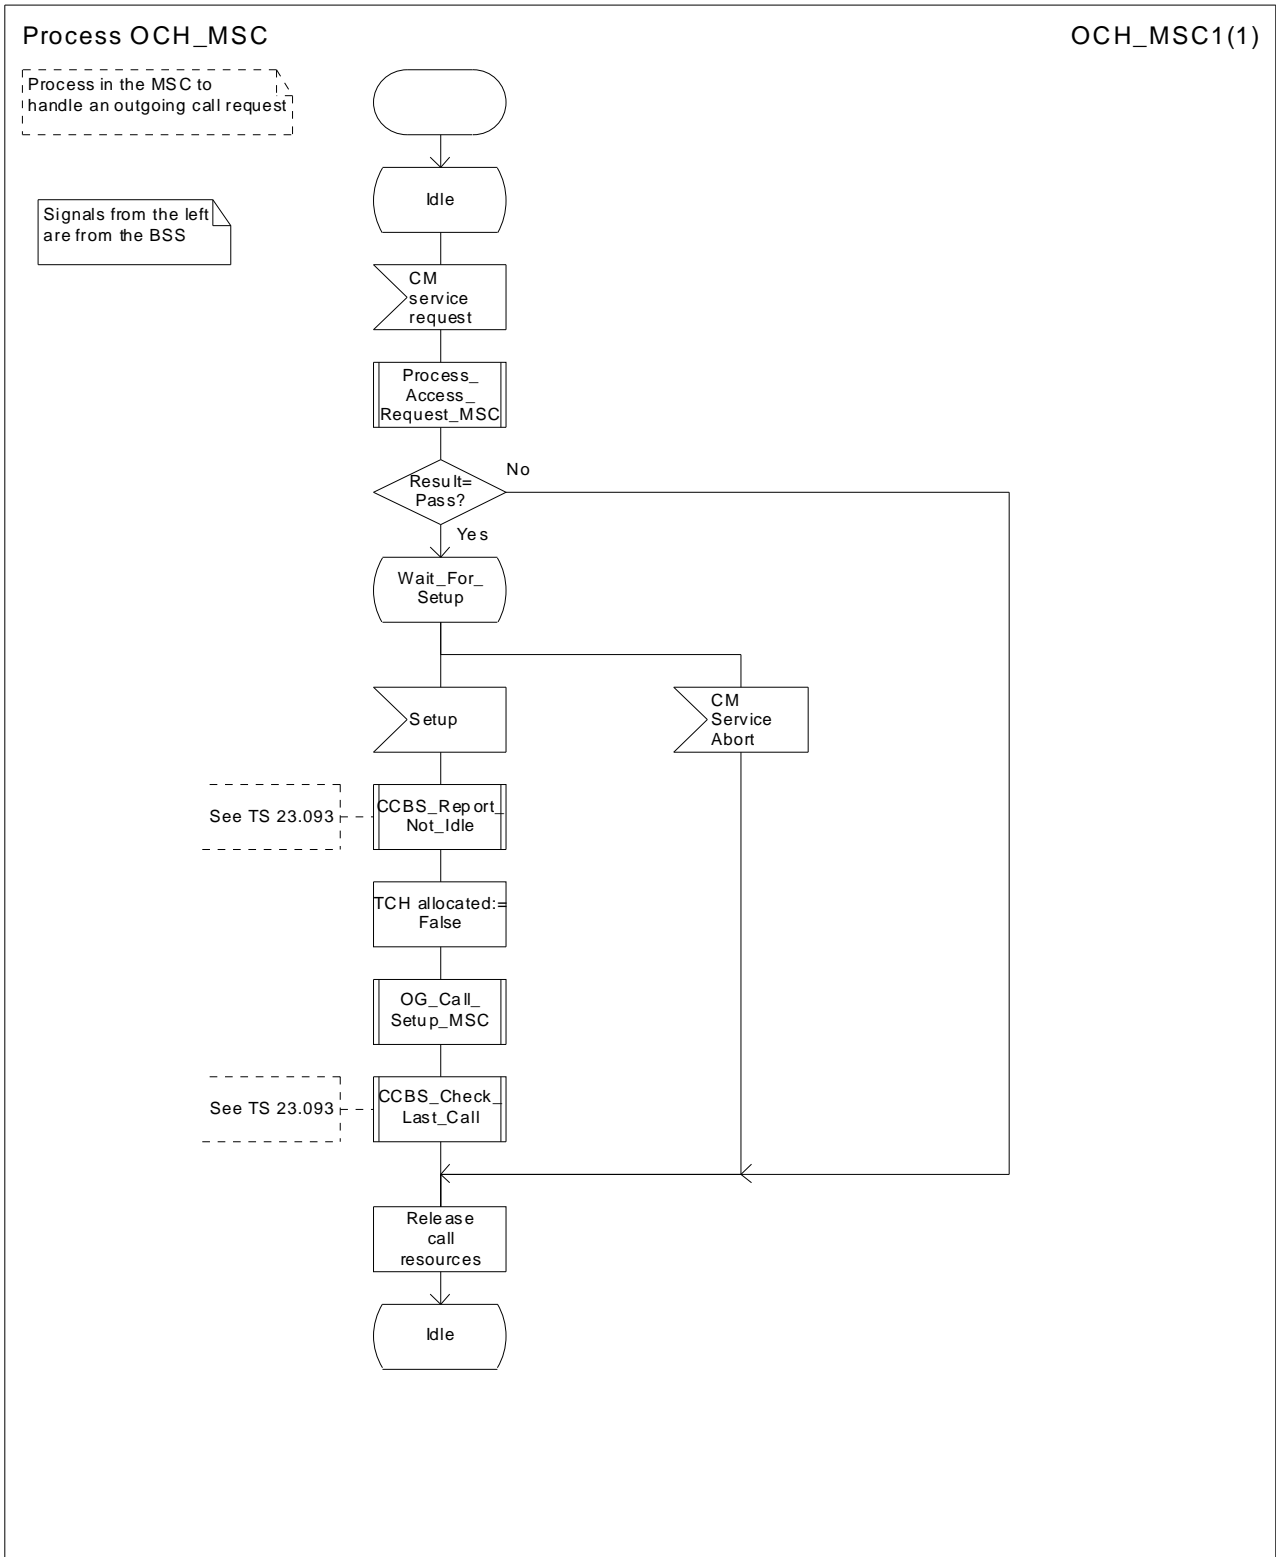 Process OCH_MSC
OCH_MSC1(1)
Process in the MSC to
handle an outgoing call request
Signals from the left
are from the BSS
Idle
CM
service
request
Process_
Access_
Request_MSC
Result=
Pass?
No
Yes
Wait_For_
Setup
Setup
CM
Service
Abort
See TS 23.093
CCBS_Report_
Not_Idle
TCH allocated:=
False
OG_Call_
Setup_MSC
See TS 23.093
CCBS_Check_
Last_Call
Release
call
resources
Idle